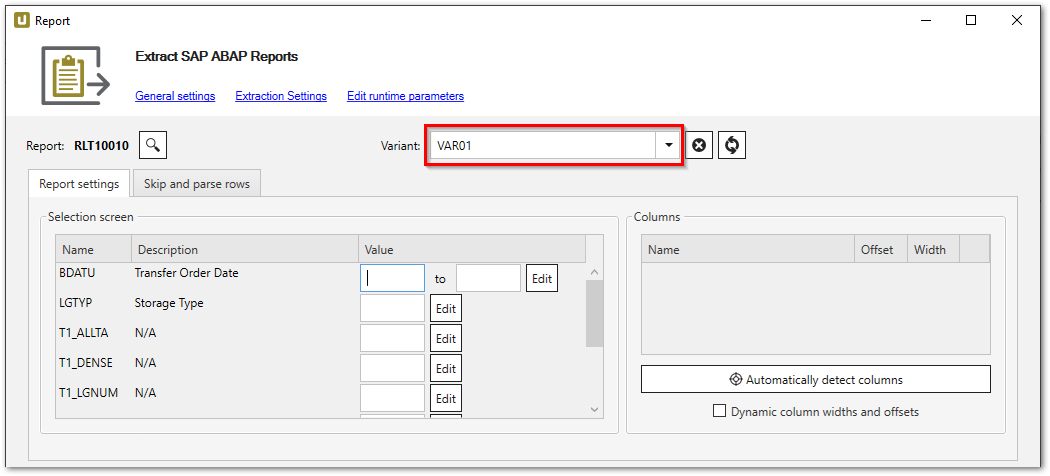 Report
Extract SAP ABAP Reports
General settings Extraction Settings Edit runtime parameters
Report: RLT10010 Variant: VAR01
Report settings Skip and parse rows
Selection screen Columns
Name Description Value Name Offset Width
BDATU Transfer Order Date to Edit
LGTYP Storage Type Edit
T1_ALLTA N/A Edit
T1_DENSE N/A Edit
T1_LGNUM N/A Edit
Automatically detect columns
Dynamic column widths and offsets